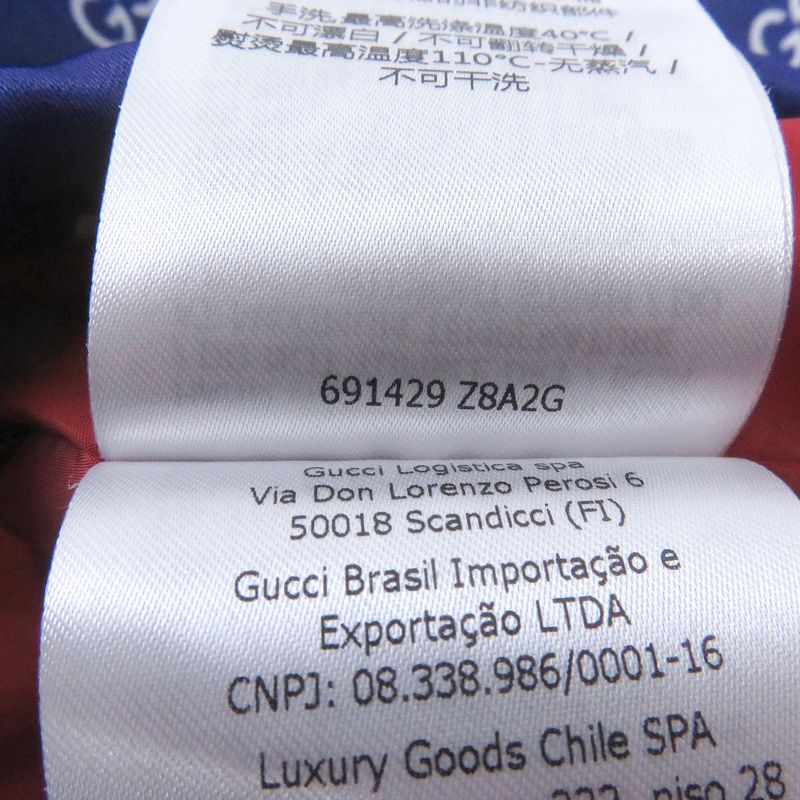 手洗,最高洗涤温度40°C /
不可漂白 / 不可翻转干燥 /
熨烫最高温度110°C-无蒸汽 /
不可干洗
691429 Z8A2G
Gucci Logistica spa
Via Don Lorenzo Perosi 6
50018 Scandicci (FI)
Gucci Brasil Importação e
Exportação LTDA
CNPJ: 08.338.986/0001-16
Luxury Goods Chile SPA
piso 28